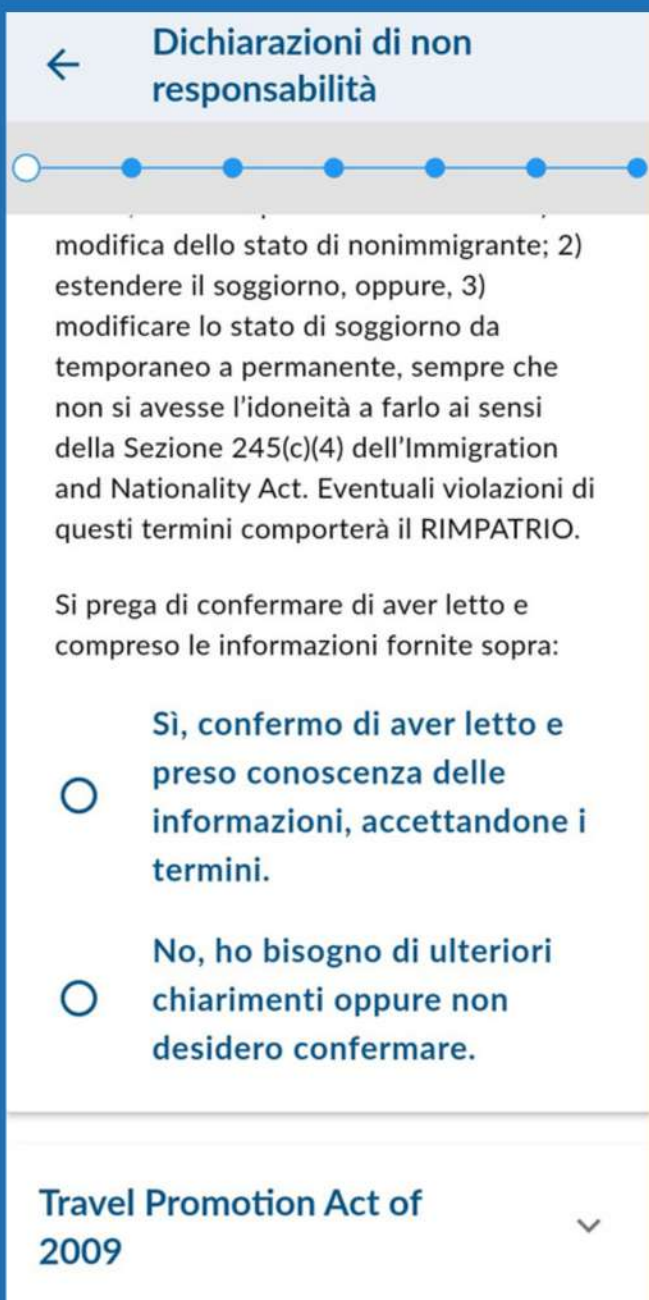 Dichiarazioni di non
responsabilità
modifica dello stato di nonimmigrante; 2)
estendere il soggiorno, oppure, 3)
modificare lo stato di soggiorno da
temporaneo a permanente, sempre che
non si avesse l'idoneità a farlo ai sensi
della Sezione 245(c)(4) dell'Immigration
and Nationality Act. Eventuali violazioni di
questi termini comporterà il RIMPATRIO.
Si prega di confermare di aver letto e
compreso le informazioni fornite sopra:
Sì, confermo di aver letto e
preso conoscenza delle
informazioni, accettandone i
termini.
No, ho bisogno di ulteriori
chiarimenti oppure non
desidero confermare.
Travel Promotion Act of
2009